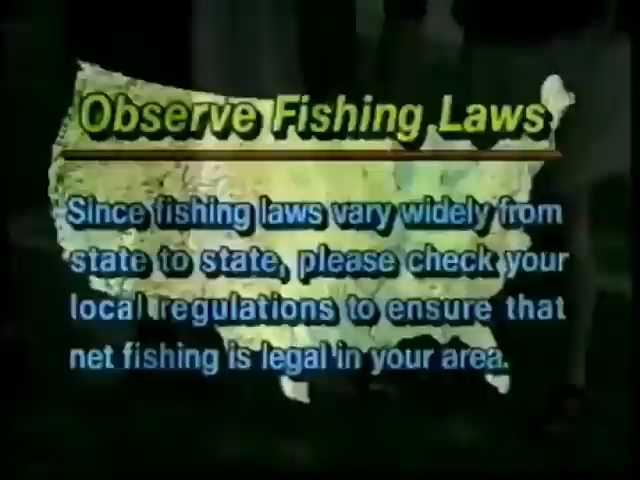 Observe Fishing Laws
Since fishing laws vary widely from
state to state, please check your
local regulations to ensure that
net fishing is legal in your area.